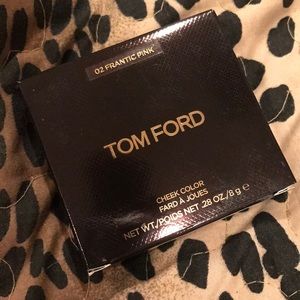 02 FRANTIC PINK
TOM FORD
CHEEK COLOR
FARD À JOUES
NET WT./POIDS NET .28 OZ./8 g ℮